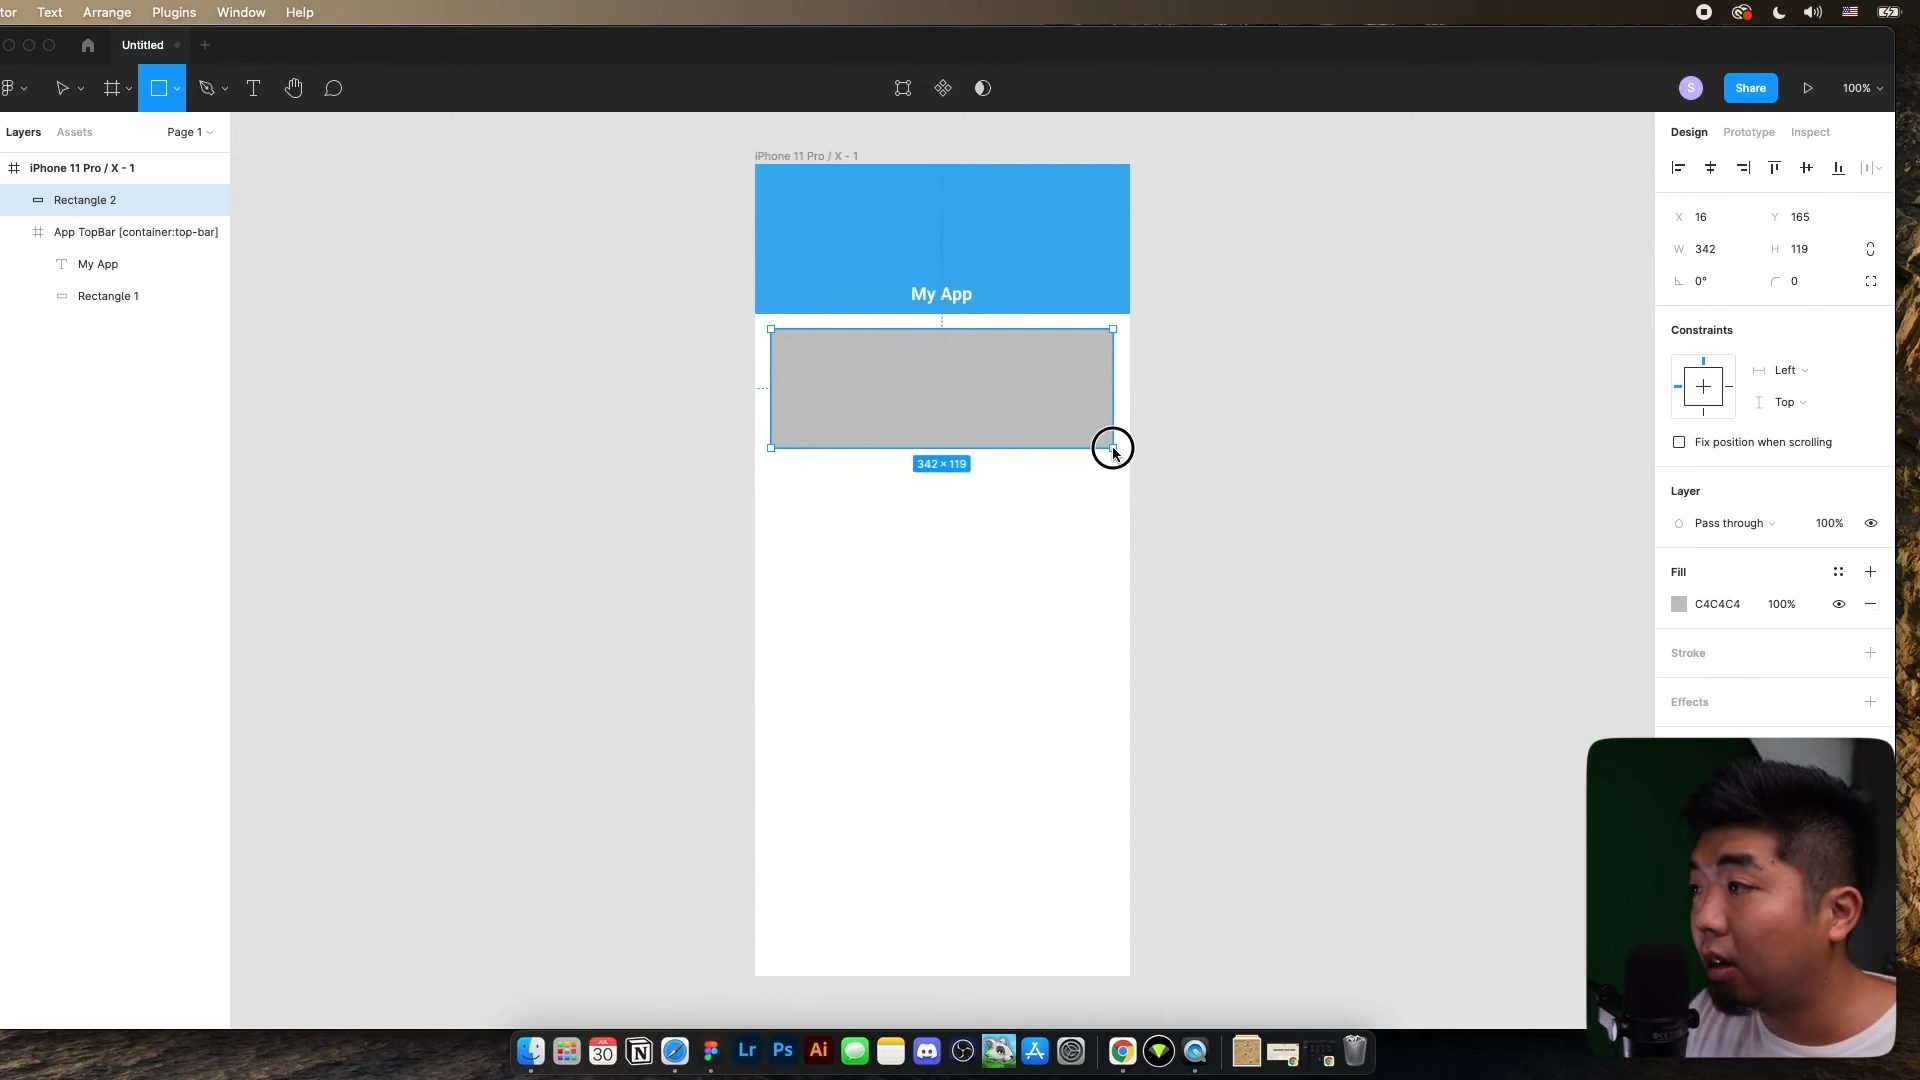 tor Text Arrange Plugins Window Help
Untitled
S Share 100%
Layers Assets Page 1
iPhone 11 Pro / X - 1
Rectangle 2
App TopBar [container:top-bar]
My App
Rectangle 1
iPhone 11 Pro / X - 1
My App
342 × 119
Design Prototype Inspect
X 16 Y 165
W 342 H 119
0° 0
Constraints
Left
Top
Fix position when scrolling
Layer
Pass through 100%
Fill
C4C4C4 100%
Stroke
Effects
JUL
30
Lr Ps Ai